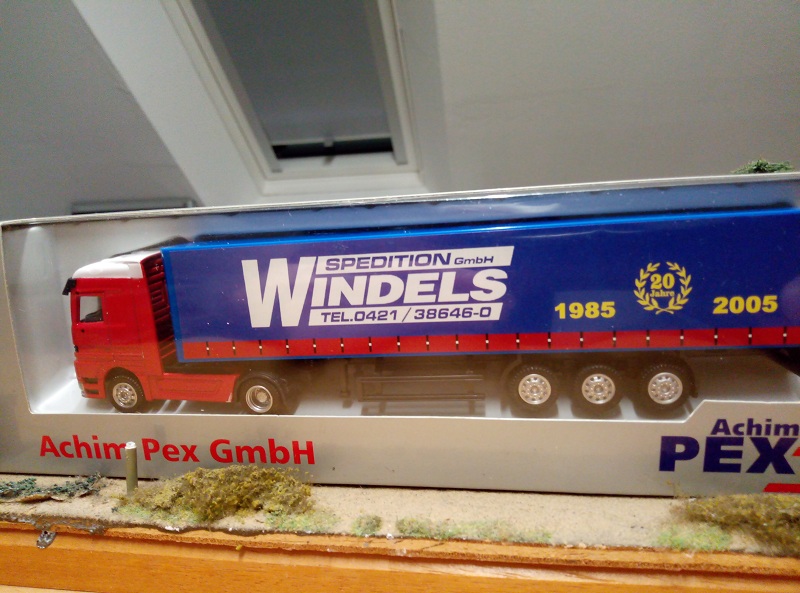 SPEDITION GmbH
WINDELS
TEL.0421 / 38646-0
1985
20
Jahre
2005
Achim Pex GmbH
Achim
PEX